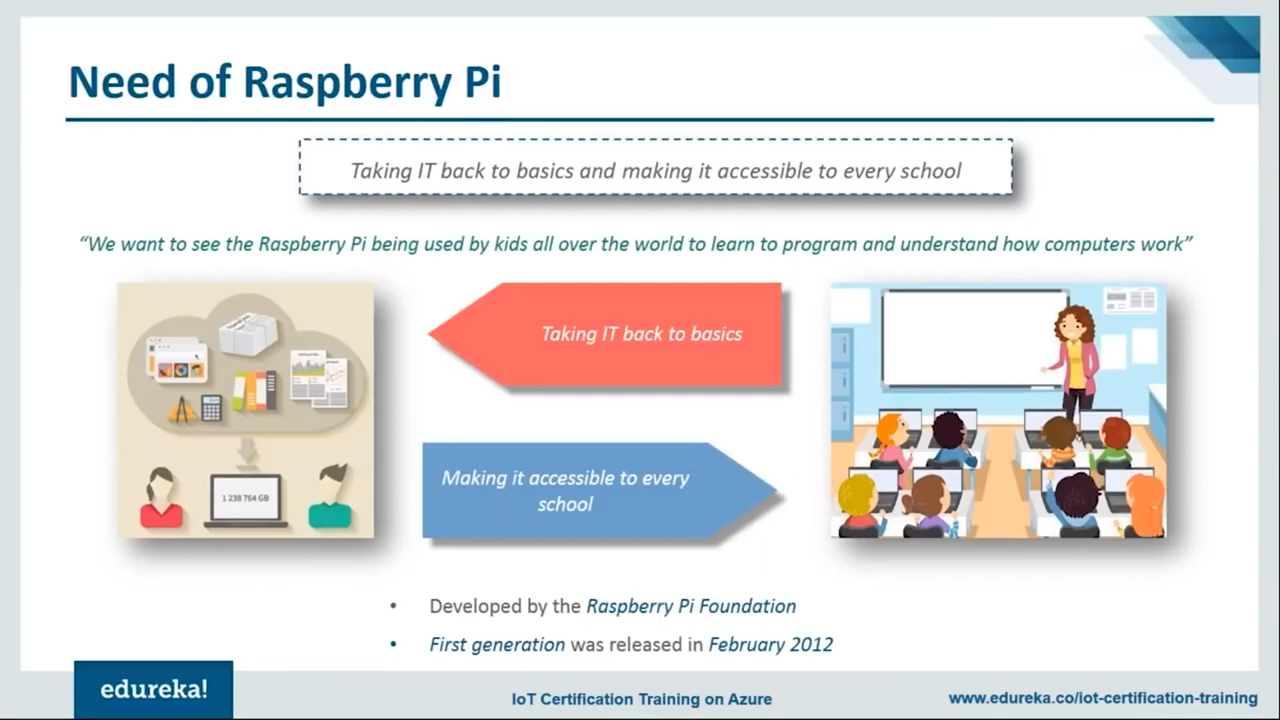 Need of Raspberry Pi
Taking IT back to basics and making it accessible to every school
“We want to see the Raspberry Pi being used by kids all over the world to learn to program and understand how computers work”
Taking IT back to basics
Making it accessible to every
school
1 238 764 GB
• Developed by the Raspberry Pi Foundation
• First generation was released in February 2012
edureka!
IoT Certification Training on Azure
www.edureka.co/iot-certification-training